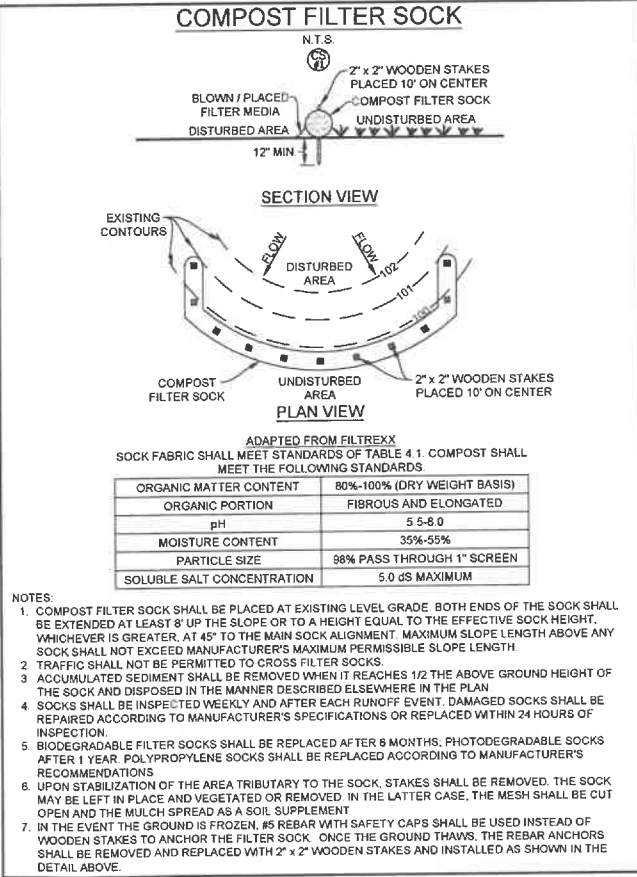 COMPOST FILTER SOCK
N.T.S.
CS
#1
2" x 2" WOODEN STAKES
PLACED 10' ON CENTER
BLOWN / PLACED
FILTER MEDIA
COMPOST FILTER SOCK
DISTURBED AREA
UNDISTURBED AREA
12" MIN
SECTION VIEW
EXISTING
CONTOURS
FLOW
FLOW
DISTURBED
AREA
102
101
100
COMPOST
FILTER SOCK
UNDISTURBED
AREA
2" x 2" WOODEN STAKES
PLACED 10' ON CENTER
PLAN VIEW
ADAPTED FROM FILTREXX
SOCK FABRIC SHALL MEET STANDARDS OF TABLE 4.1. COMPOST SHALL
MEET THE FOLLOWING STANDARDS.
ORGANIC MATTER CONTENT 80%-100% (DRY WEIGHT BASIS)
ORGANIC PORTION FIBROUS AND ELONGATED
pH 5.5-8.0
MOISTURE CONTENT 35%-55%
PARTICLE SIZE 98% PASS THROUGH 1" SCREEN
SOLUBLE SALT CONCENTRATION 5.0 dS MAXIMUM
NOTES:
1. COMPOST FILTER SOCK SHALL BE PLACED AT EXISTING LEVEL GRADE. BOTH ENDS OF THE SOCK SHALL
BE EXTENDED AT LEAST 8' UP THE SLOPE OR TO A HEIGHT EQUAL TO THE EFFECTIVE SOCK HEIGHT,
WHICHEVER IS GREATER, AT 45° TO THE MAIN SOCK ALIGNMENT. MAXIMUM SLOPE LENGTH ABOVE ANY
SOCK SHALL NOT EXCEED MANUFACTURER'S MAXIMUM PERMISSIBLE SLOPE LENGTH
2 TRAFFIC SHALL NOT BE PERMITTED TO CROSS FILTER SOCKS.
3 ACCUMULATED SEDIMENT SHALL BE REMOVED WHEN IT REACHES 1/2 THE ABOVE GROUND HEIGHT OF
THE SOCK AND DISPOSED IN THE MANNER DESCRIBED ELSEWHERE IN THE PLAN.
4. SOCKS SHALL BE INSPECTED WEEKLY AND AFTER EACH RUNOFF EVENT. DAMAGED SOCKS SHALL BE
REPAIRED ACCORDING TO MANUFACTURER'S SPECIFICATIONS OR REPLACED WITHIN 24 HOURS OF
INSPECTION.
5. BIODEGRADABLE FILTER SOCKS SHALL BE REPLACED AFTER 6 MONTHS; PHOTODEGRADABLE SOCKS
AFTER 1 YEAR. POLYPROPYLENE SOCKS SHALL BE REPLACED ACCORDING TO MANUFACTURER'S
RECOMMENDATIONS
6. UPON STABILIZATION OF THE AREA TRIBUTARY TO THE SOCK, STAKES SHALL BE REMOVED. THE SOCK
MAY BE LEFT IN PLACE AND VEGETATED OR REMOVED. IN THE LATTER CASE, THE MESH SHALL BE CUT
OPEN AND THE MULCH SPREAD AS A SOIL SUPPLEMENT
7. IN THE EVENT THE GROUND IS FROZEN, #5 REBAR WITH SAFETY CAPS SHALL BE USED INSTEAD OF
WOODEN STAKES TO ANCHOR THE FILTER SOCK. ONCE THE GROUND THAWS, THE REBAR ANCHORS
SHALL BE REMOVED AND REPLACED WITH 2" x 2" WOODEN STAKES AND INSTALLED AS SHOWN IN THE
DETAIL ABOVE.